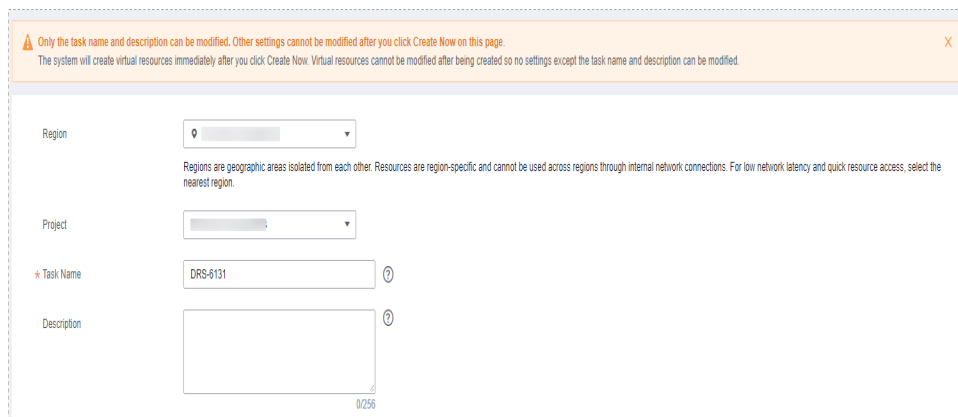 Only the task name and description can be modified. Other settings cannot be modified after you click Create Now on this page.
The system will create virtual resources immediately after you click Create Now. Virtual resources cannot be modified after being created so no settings except the task name and description can be modified.
Region
Regions are geographic areas isolated from each other. Resources are region-specific and cannot be used across regions through internal network connections. For low network latency and quick resource access, select the
nearest region.
Project
* Task Name DRS-6131
Description
0/256